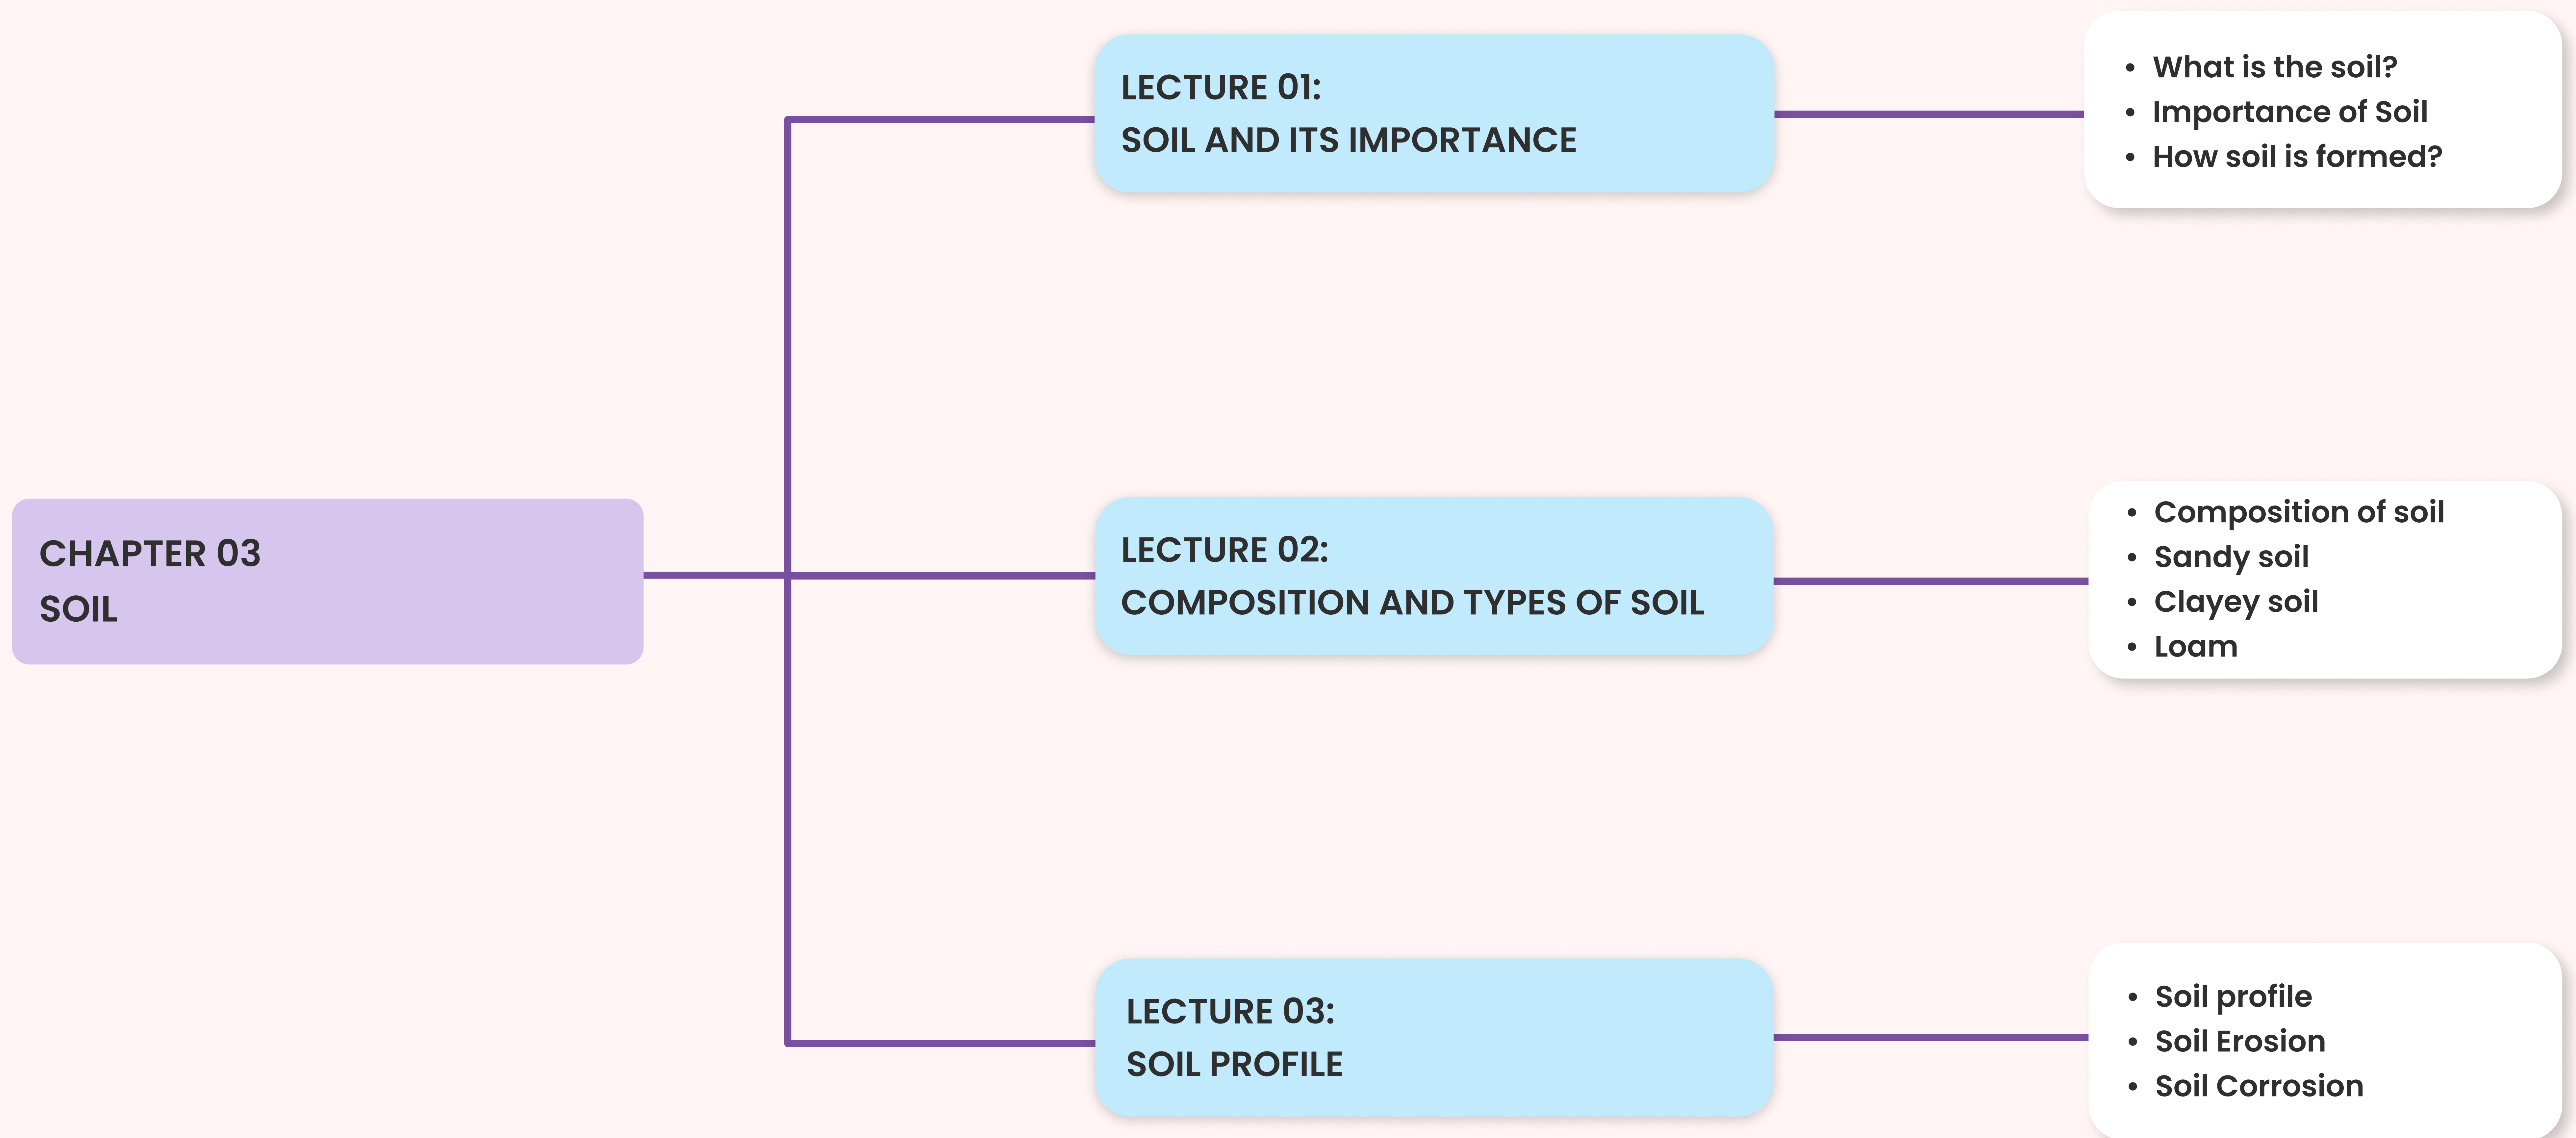 CHAPTER 03
SOIL
LECTURE 01:
SOIL AND ITS IMPORTANCE
• What is the soil?
• Importance of Soil
• How soil is formed?
LECTURE 02:
COMPOSITION AND TYPES OF SOIL
• Composition of soil
• Sandy soil
• Clayey soil
• Loam
LECTURE 03:
SOIL PROFILE
• Soil profile
• Soil Erosion
• Soil Corrosion